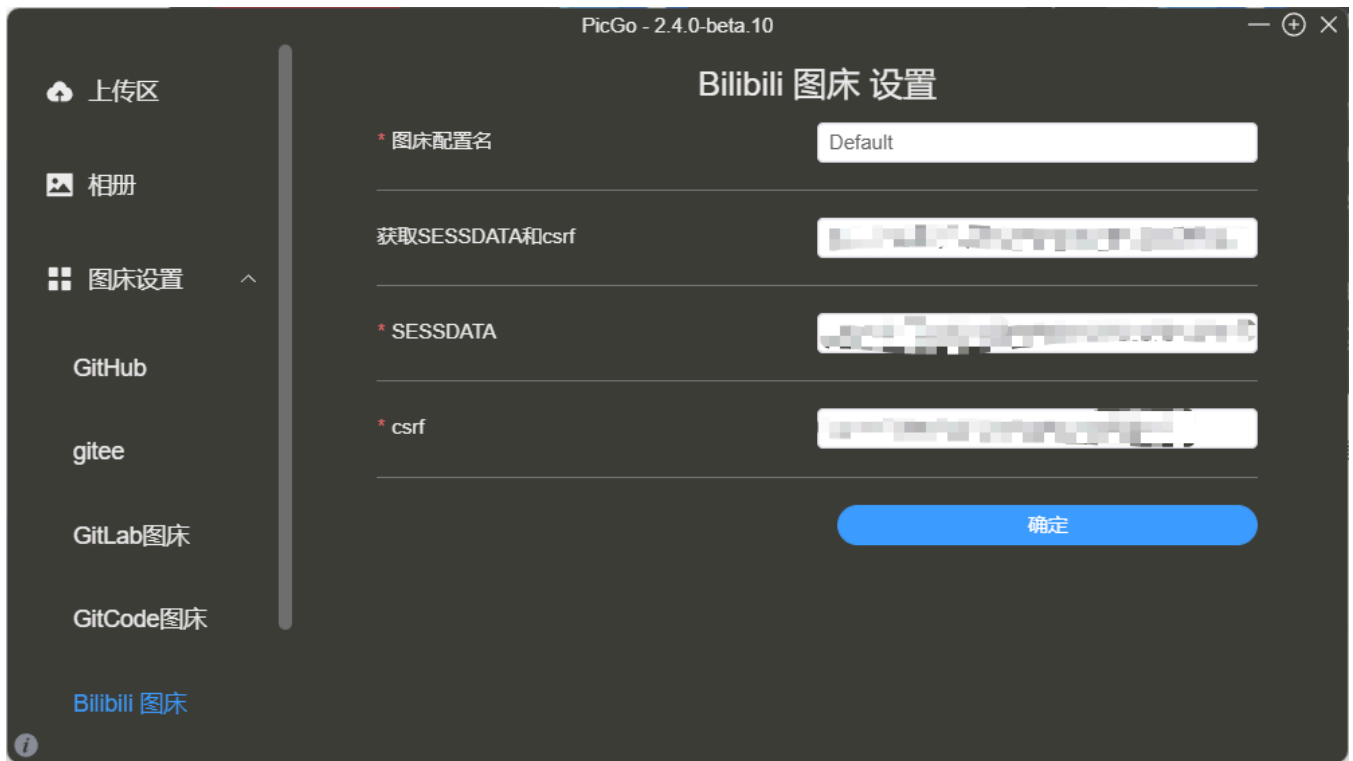 PicGo - 2.4.0-beta.10
上传区
相册
图床设置
GitHub
gitee
GitLab图床
GitCode图床
Bilibili 图床
Bilibili 图床 设置
* 图床配置名
Default
获取SESSDATA和csrf
* SESSDATA
* csrf
确定